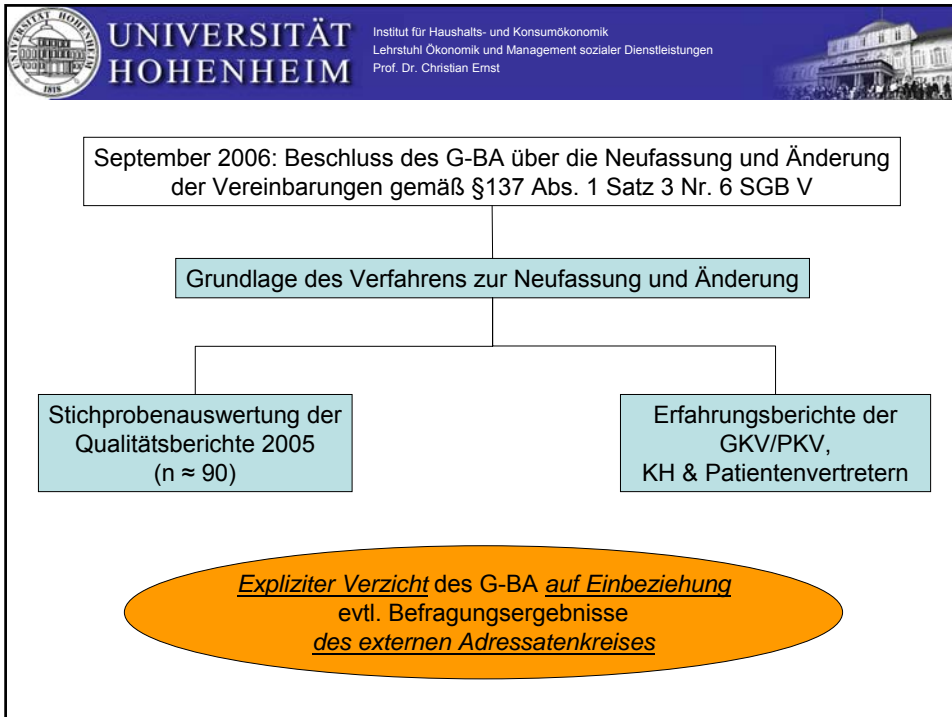 UNIVERSITÄT
HOHENHEIM
Institut für Haushalts- und Konsumökonomik
Lehrstuhl Ökonomik und Management sozialer Dienstleistungen
Prof. Dr. Christian Ernst
UNIVERSITÄT HOHENHEIM
1818
September 2006: Beschluss des G-BA über die Neufassung und Änderung
der Vereinbarungen gemäß §137 Abs. 1 Satz 3 Nr. 6 SGB V
Grundlage des Verfahrens zur Neufassung und Änderung
Stichprobenauswertung der
Qualitätsberichte 2005
(n ≈ 90)
Erfahrungsberichte der
GKV/PKV,
KH & Patientenvertretern
Expliziter Verzicht des G-BA auf Einbeziehung
evtl. Befragungsergebnisse
des externen Adressatenkreises